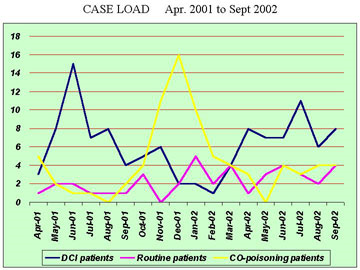 CASE LOAD Apr. 2001 to Sept 2002
18
16
14
12
10
8
6
4
2
0
Apr-01
May-01
Jun-01
Jul-01
Aug-01
Sep-01
Oct-01
Nov-01
Dec-01
Jan-02
Feb-02
Mar-02
Apr-02
May-02
Jun-02
Jul-02
Aug-02
Sep-02
DCI patients Routine patients CO-poisoning patients